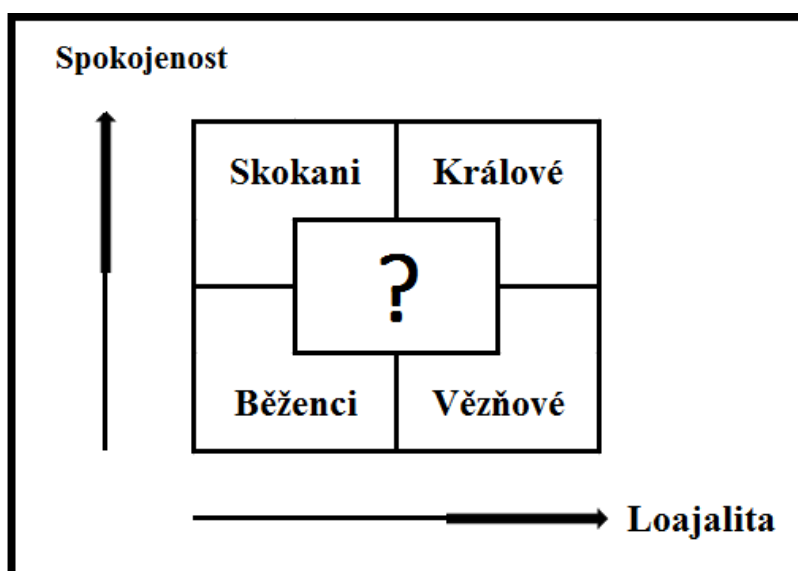 Spokojenost
Skokani
Králové
?
Běženci
Vězňové
Loajalita